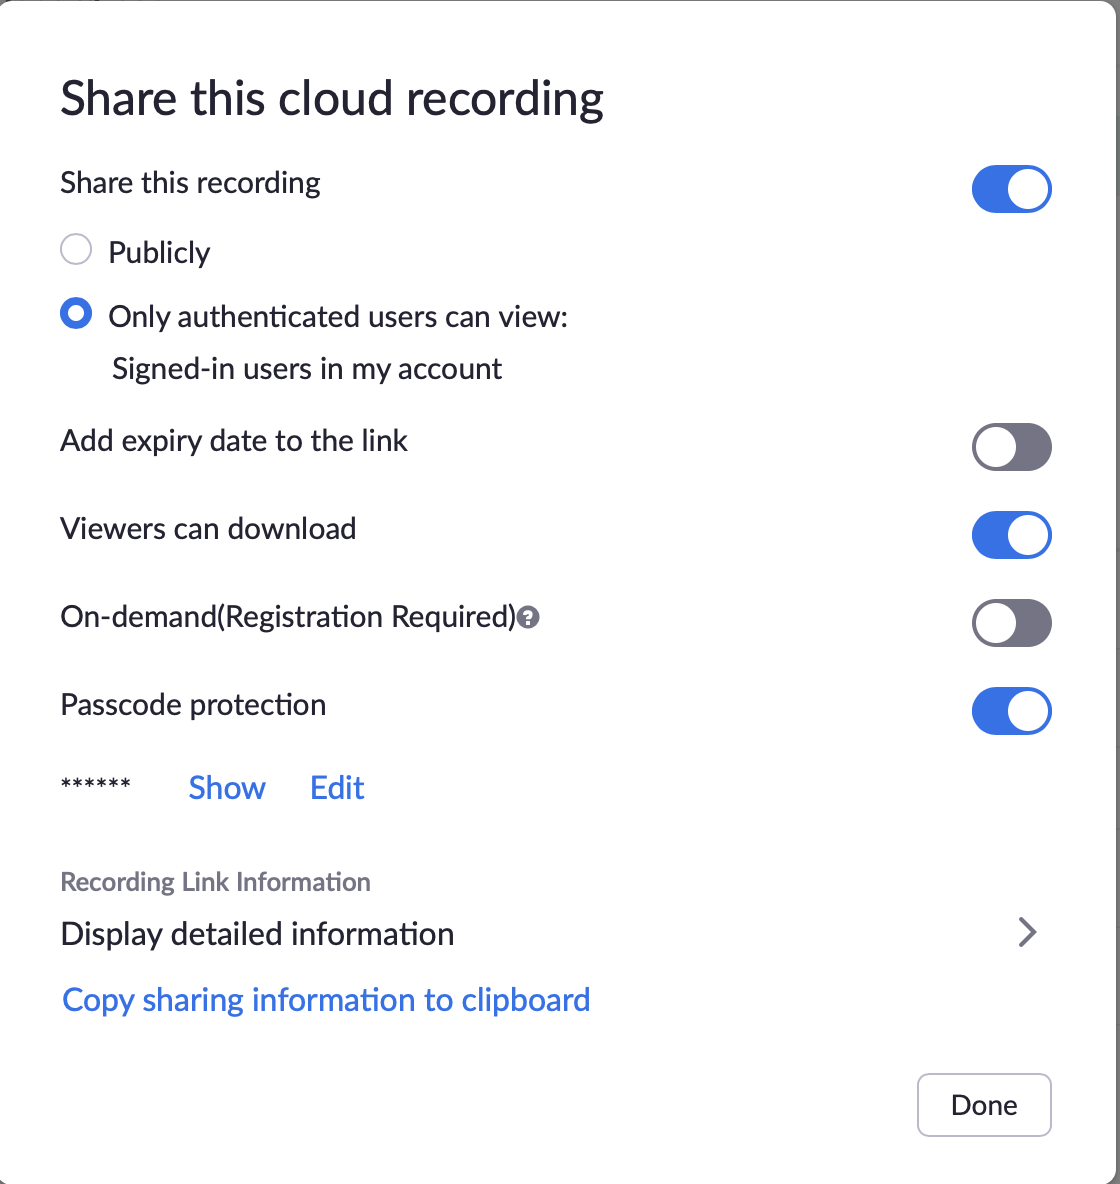 Share this cloud recording
Share this recording
Publicly
Only authenticated users can view:
Signed-in users in my account
Add expiry date to the link
Viewers can download
On-demand(Registration Required)?
Passcode protection
****** Show Edit
Recording Link Information
Display detailed information
Copy sharing information to clipboard
Done